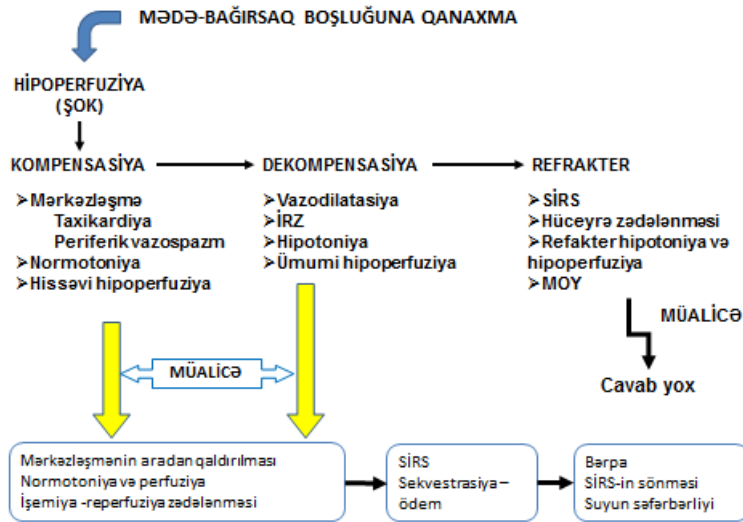 MƏDƏ-BAĞIRSAQ BOŞLUĞUNA QANAXMA
HİPOPERFUZİYA
(ŞOK)
KOMPENSASİYA
➢Mərkəzləşmə
Taxikardiya
Periferik vazospazm
➢Normotoniya
➢Hissəvi hipoperfuziya
DEKOMPENSASİYA
➢Vazodilatasiya
➢İRZ
➢Hipotoniya
➢Ümumi hipoperfuziya
REFRAKTER
➢SİRS
➢Hüceyrə zədələnməsi
➢Refakter hipotoniya və
hipoperfuziya
➢MOY
MÜALİCƏ
Cavab yox
MÜALİCƏ
Mərkəzləşmənin aradan qaldırılması
Normotoniya və perfuziya
İşemiya -reperfuziya zədələnməsi
SİRS
Sekvestrasiya –
ödem
Bərpa
SİRS-in sönməsi
Suyun səfərbərliyi